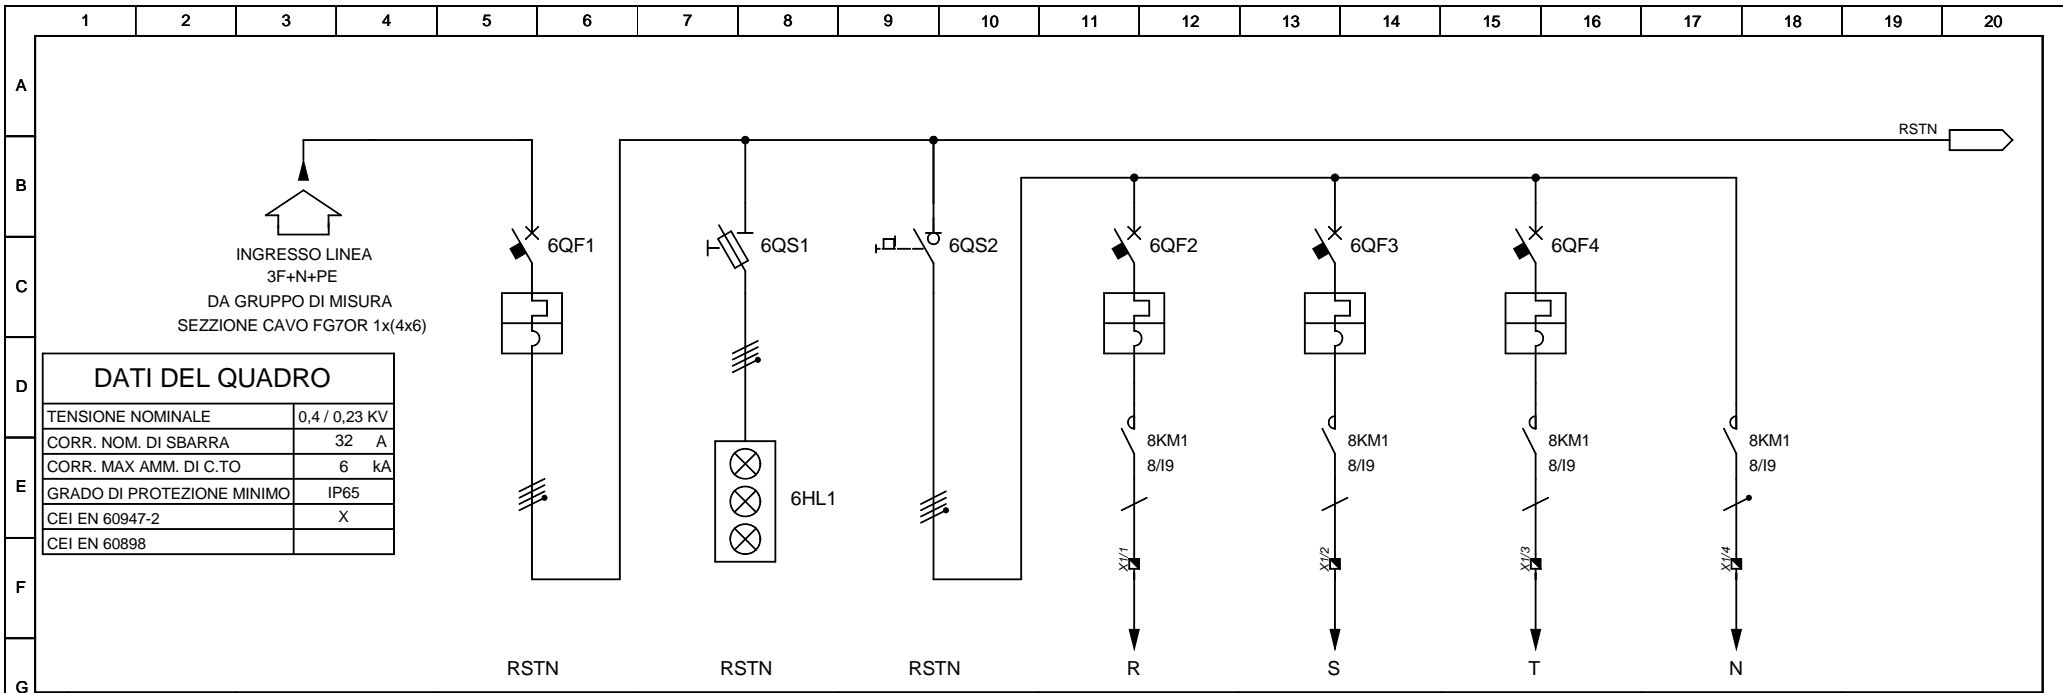 1 2 3 4 5 6 7 8 9 10 11 12 13 14 15 16 17 18 19 20
A
B
C
D
E
F
G
RSTN
INGRESSO LINEA
3F+N+PE
DA GRUPPO DI MISURA
SEZZIONE CAVO FG7OR 1x(4x6)
DATI DEL QUADRO
TENSIONE NOMINALE 0,4 / 0,23 KV
CORR. NOM. DI SBARRA 32 A
CORR. MAX AMM. DI C.TO 6 kA
GRADO DI PROTEZIONE MINIMO IP65
CEI EN 60947-2 X
CEI EN 60898
6QF1 6QS1 6QS2 6QF2 6QF3 6QF4
6HL1
8KM1 8KM1 8KM1 8KM1
8/I9 8/I9 8/I9 8/I9
X1/1 X1/2 X1/3 X1/4
RSTN RSTN RSTN R S T N